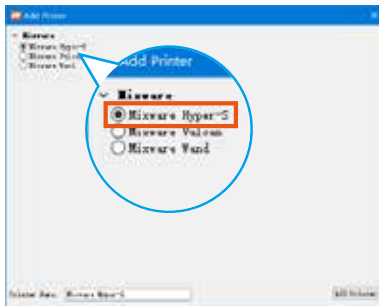 Add Printer
Mixware
Mixware Hyper-S
Mixware Vulcan
Mixware Wand
Add Printer
Mixware
Mixware Hyper-S
Mixware Vulcan
Mixware Wand
Printer Name: Mixware Hyper-S
Add Printer